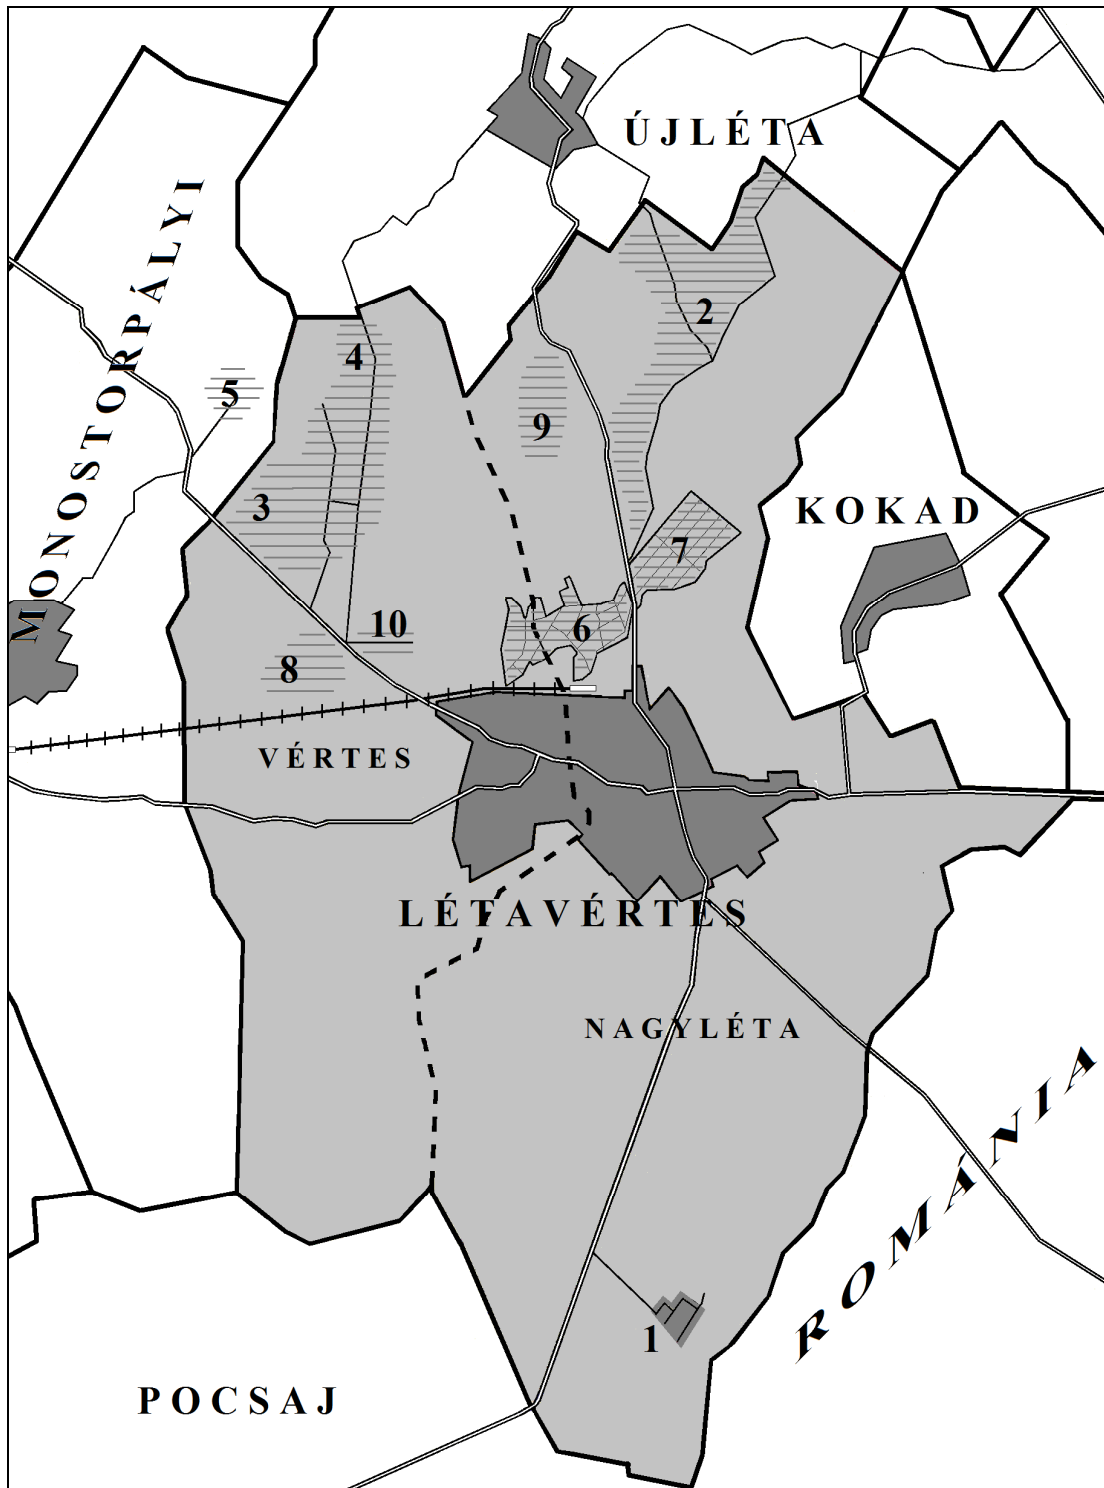 ÚJLÉTA
MONOSTORPÁLYI
2
4
5
9
3
KOKAD
7
10
6
8
VÉRTES
LÉTAVÉRTES
NAGYLÉTA
ROMÁNIA
1
POCSAJ